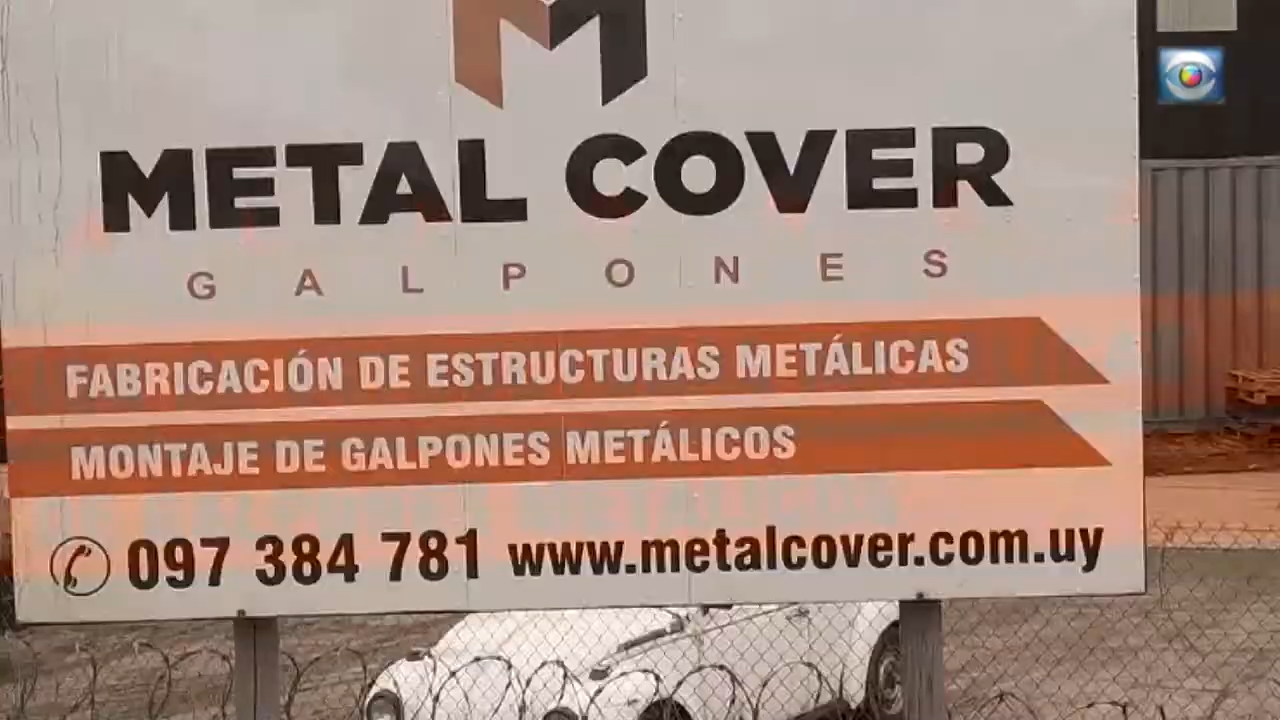 METAL COVER
GALPONES
FABRICACIÓN DE ESTRUCTURAS METÁLICAS
MONTAJE DE GALPONES METÁLICOS
097 384 781 www.metalcover.com.uy